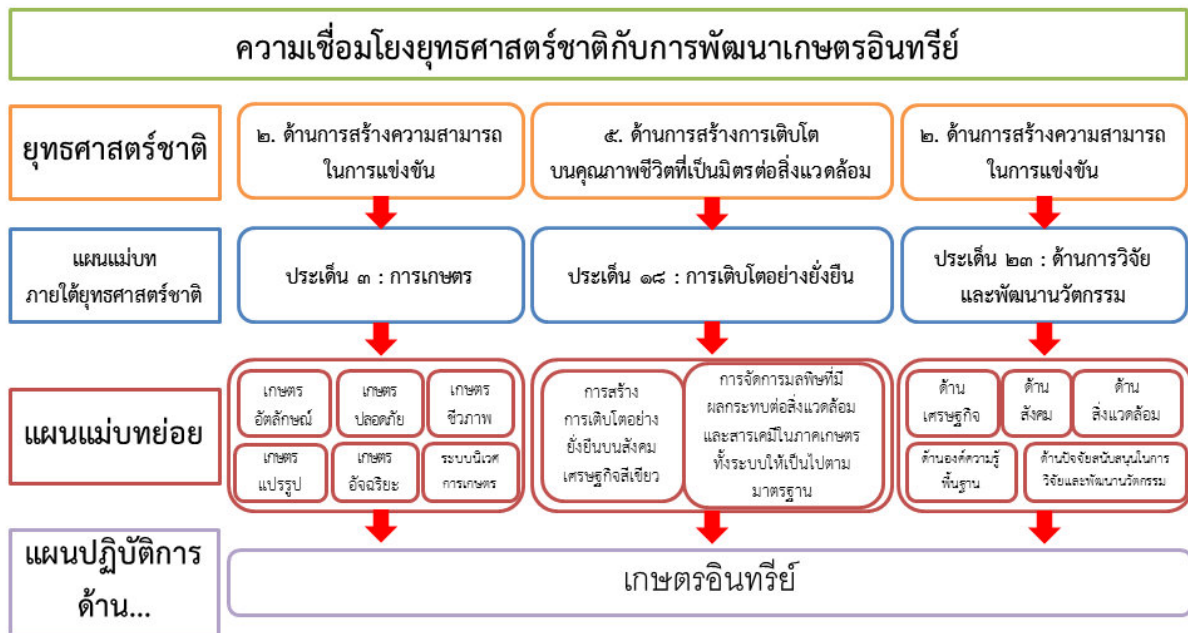 ความเชื่อมโยงยุทธศาสตร์ชาติกับการพัฒนาเกษตรอินทรีย์
ยุทธศาสตร์ชาติ
๒. ด้านการสร้างความสามารถ
ในการแข่งขัน
๕. ด้านการสร้างการเติบโต
บนคุณภาพชีวิตที่เป็นมิตรต่อสิ่งแวดล้อม
๒. ด้านการสร้างความสามารถ
ในการแข่งขัน
แผนแม่บท
ภายใต้ยุทธศาสตร์ชาติ
ประเด็น ๓ : การเกษตร
ประเด็น ๑๘ : การเติบโตอย่างยั่งยืน
ประเด็น ๒๓ : ด้านการวิจัย
และพัฒนานวัตกรรม
แผนแม่บทย่อย
เกษตร
อัตลักษณ์
เกษตร
ปลอดภัย
เกษตร
ชีวภาพ
เกษตร
แปรรูป
เกษตร
อัจฉริยะ
ระบบนิเวศ
การเกษตร
การสร้าง
การเติบโตอย่าง
ยั่งยืนบนสังคม
เศรษฐกิจสีเขียว
การจัดการมลพิษที่มี
ผลกระทบต่อสิ่งแวดล้อม
และสารเคมีในภาคเกษตร
ทั้งระบบให้เป็นไปตาม
มาตรฐาน
ด้าน
เศรษฐกิจ
ด้าน
สังคม
ด้าน
สิ่งแวดล้อม
ด้านองค์ความรู้
พื้นฐาน
ด้านปัจจัยสนับสนุนในการ
วิจัยและพัฒนานวัตกรรม
แผนปฏิบัติการ
ด้าน...
เกษตรอินทรีย์